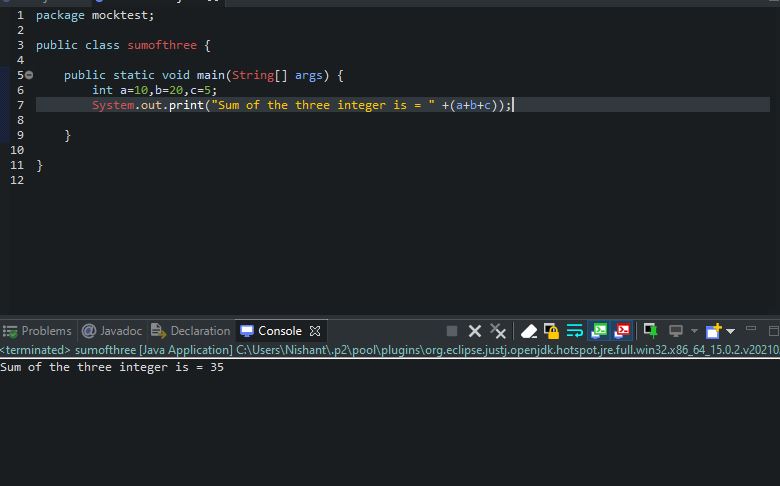 1 package mocktest;
2
3 public class sumofthree {
4
5 public static void main(String[] args) {
6 int a=10,b=20,c=5;
7 System.out.print("Sum of the three integer is = " +(a+b+c));
8
9 }
10
11 }
12
Problems @ Javadoc Declaration Console
<terminated> sumofthree [Java Application] C:\Users\Nishant\.p2\pool\plugins\org.eclipse.justj.openjdk.hotspot.jre.full.win32.x86_64_15.0.2.v20210
Sum of the three integer is = 35